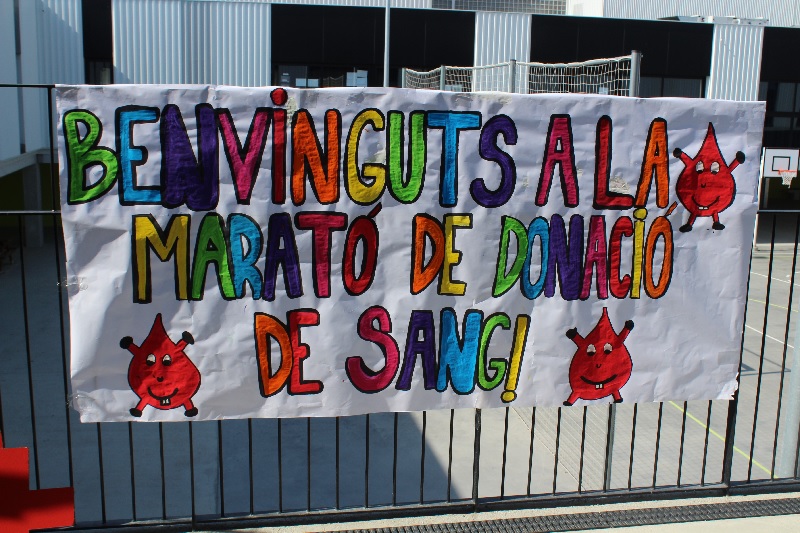 BENVINGUTS A LA
MARATÓ DE DONACIÓ
DE SANG!